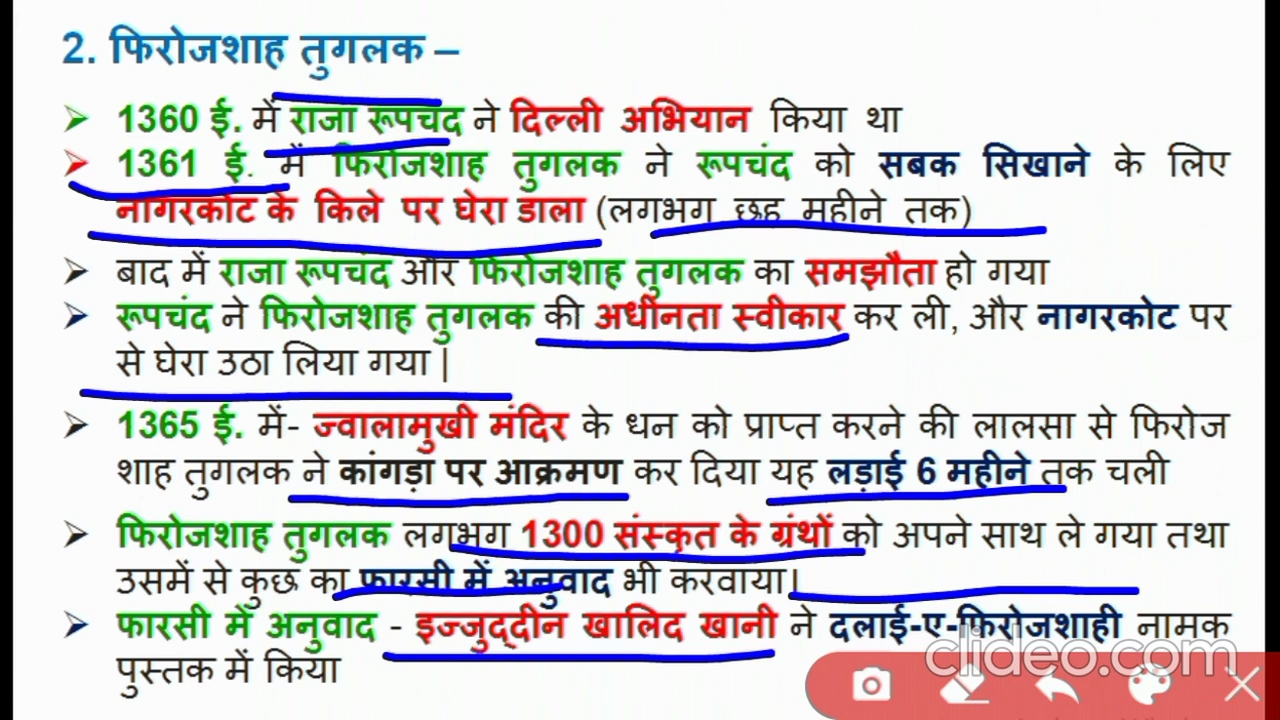 2. फिरोजशाह तुगलक –
➢ 1360 ई. में राजा रूपचंद ने दिल्ली अभियान किया था
➢ 1361 ई. में फिरोजशाह तुगलक ने रूपचंद को सबक सिखाने के लिए
नागरकोट के किले पर घेरा डाला (लगभग छह महीने तक)
➢ बाद में राजा रूपचंद और फिरोजशाह तुगलक का समझौता हो गया
➢ रूपचंद ने फिरोजशाह तुगलक की अधीनता स्वीकार कर ली, और नागरकोट पर
से घेरा उठा लिया गया |
➢ 1365 ई. में- ज्वालामुखी मंदिर के धन को प्राप्त करने की लालसा से फिरोज
शाह तुगलक ने कांगड़ा पर आक्रमण कर दिया यह लड़ाई 6 महीने तक चली
➢ फिरोजशाह तुगलक लगभग 1300 संस्कृत के ग्रंथों को अपने साथ ले गया तथा
उसमें से कुछ का फारसी में अनुवाद भी करवाया|
➢ फारसी में अनुवाद - इज्जुद्दीन खालिद खानी ने दलाई-ए-फिरोजशाही नामक
पुस्तक में किया
clideo.com